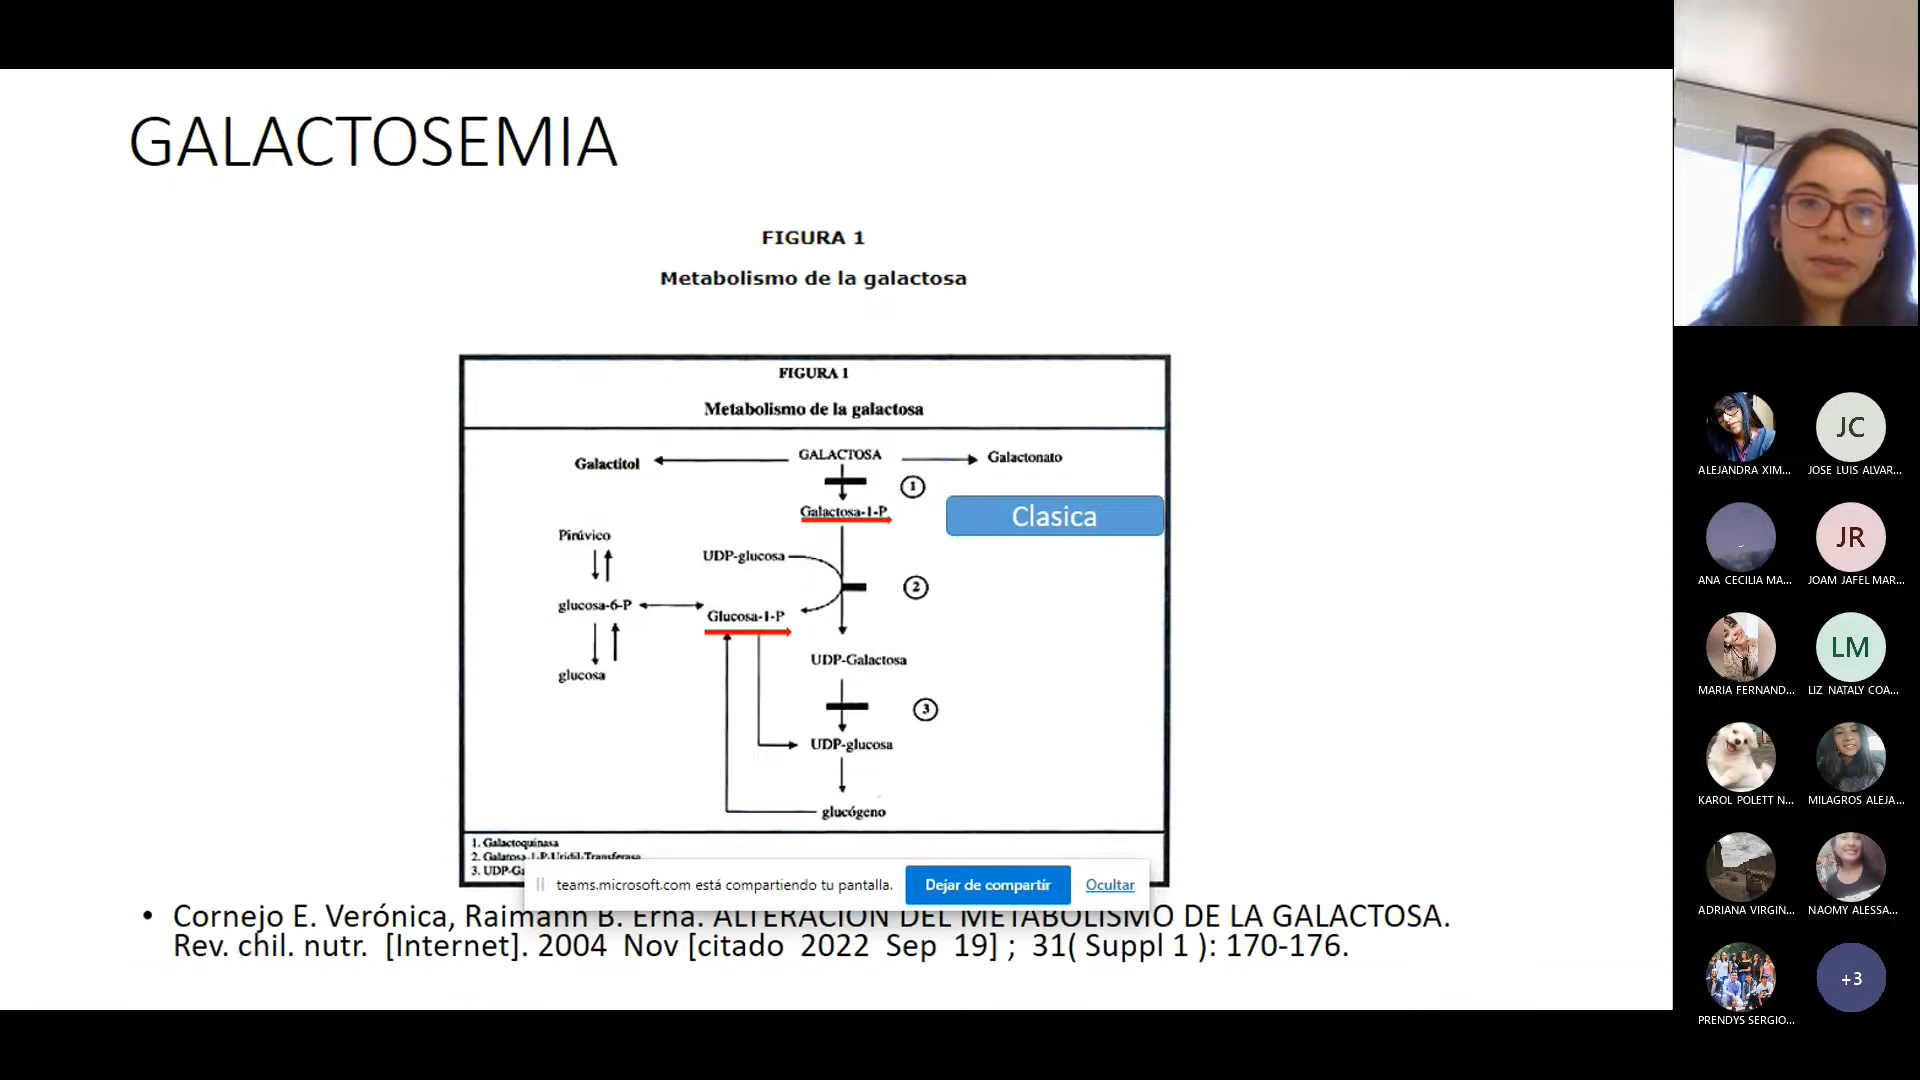 GALACTOSEMIA
FIGURA 1
Metabolismo de la galactosa
FIGURA 1
Metabolismo de la galactosa
Galactitol
GALACTOSA
Galactonato
1
Galactosa-1-P
Clasica
Pirúvico
UDP-glucosa
2
glucosa-6-P
Glucosa-1-P
UDP-Galactosa
glucosa
3
UDP-glucosa
glucógeno
1. Galactoquinasa
2. Galatosa-1-P-Uridil-Transferasa
3. UDP-Ga
teams.microsoft.com está compartiendo tu pantalla.
Dejar de compartir
Ocultar
• Cornejo E. Verónica, Raimann B. Erna. ALTERACION DEL METABOLISMO DE LA GALACTOSA.
Rev. chil. nutr. [Internet]. 2004 Nov [citado 2022 Sep 19] ; 31( Suppl 1 ): 170-176.
ALEJANDRA XIM...
JC
JOSE LUIS ALVAR...
ANA CECILIA MA...
JR
JOAM JAFEL MAR...
MARIA FERNAND...
LM
LIZ NATALY COA...
KAROL POLETT N...
MILAGROS ALEJA...
ADRIANA VIRGIN...
NAOMY ALESSA...
PRENDYS SERGIO...
+3